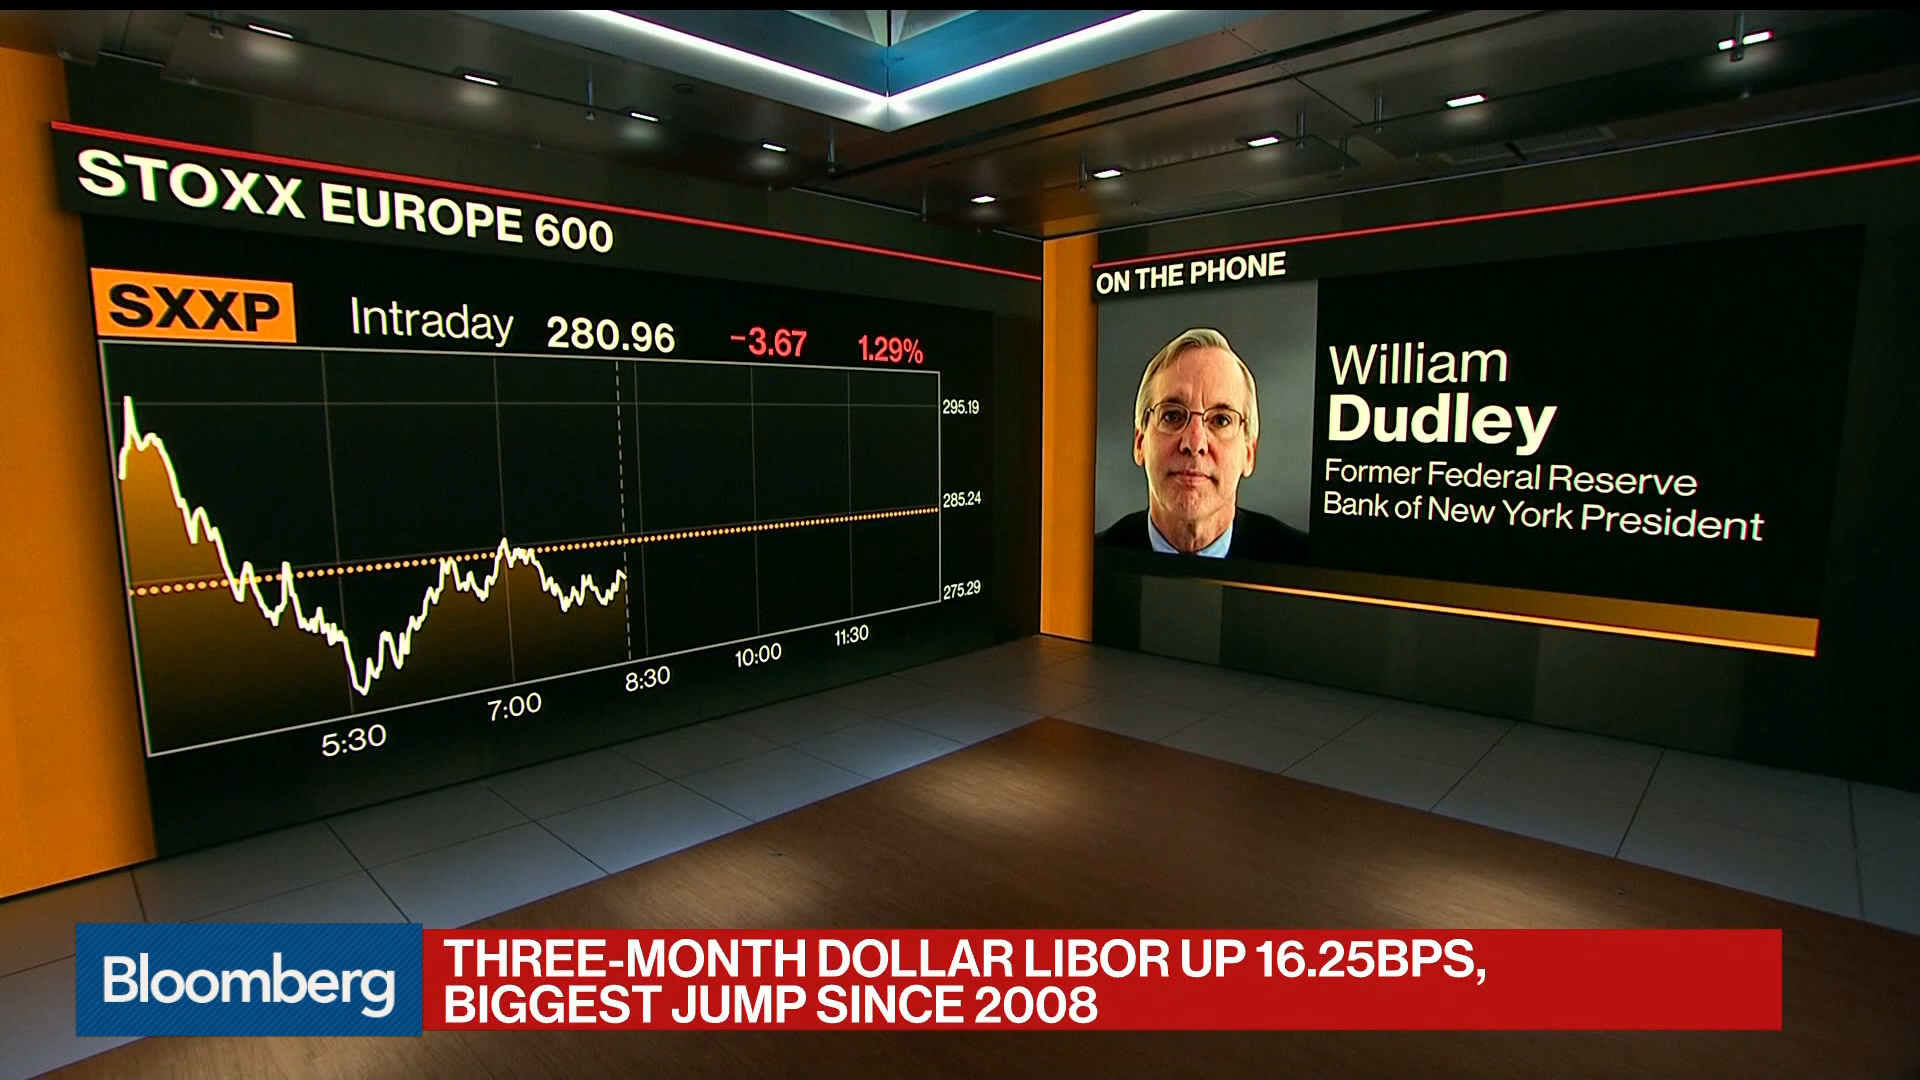 STOXX EUROPE 600
SXXP Intraday 280.96 -3.67 1.29%
295.19
285.24
275.29
5:30 7:00 8:30 10:00 11:30
ON THE PHONE
William
Dudley
Former Federal Reserve
Bank of New York President
Bloomberg
THREE-MONTH DOLLAR LIBOR UP 16.25BPS,
BIGGEST JUMP SINCE 2008